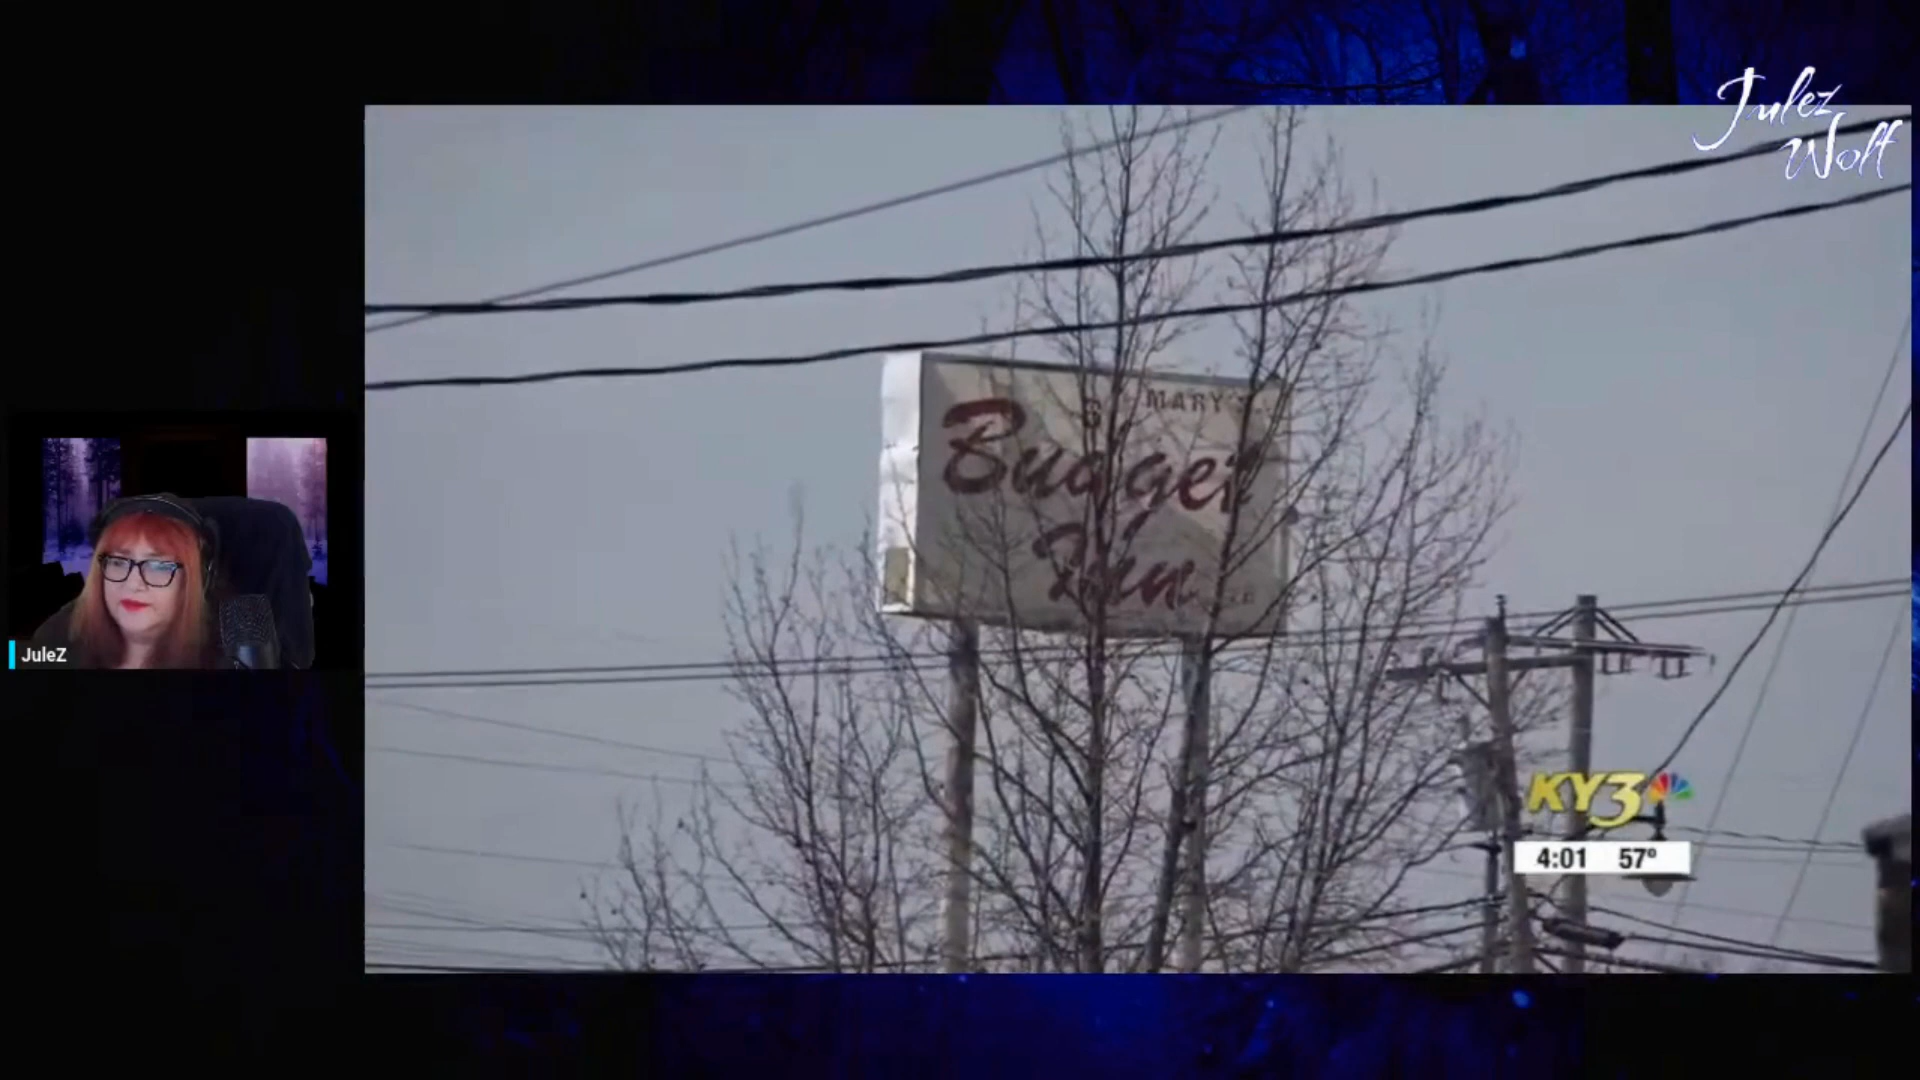 Julez
Wolf
MARY'S
Budget
Inn
JuleZ
KY3
4:01 57°